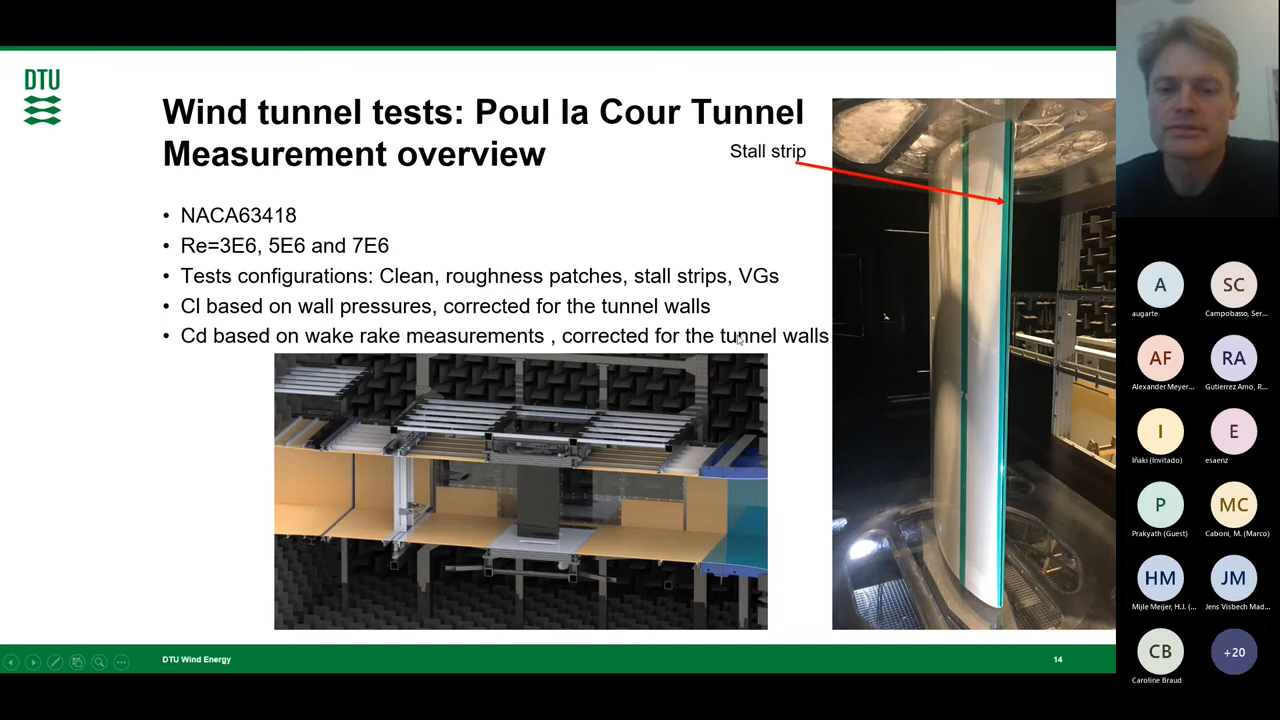 DTU
Wind tunnel tests: Poul la Cour Tunnel
Measurement overview
Stall strip
• NACA63418
• Re=3E6, 5E6 and 7E6
• Tests configurations: Clean, roughness patches, stall strips, VGs
• Cl based on wall pressures, corrected for the tunnel walls
• Cd based on wake rake measurements , corrected for the tunnel walls
DTU Wind Energy
14
A
augarte
SC
Campobasso, Ser...
AF
Alexander Meyer...
RA
Gutierrez Amo, R...
I
Iñaki (Invitado)
E
esaenz
P
Prakyath (Guest)
MC
Caboni, M. (Marco)
HM
Mijle Meijer, H.J. (...
JM
Jens Visbech Mad...
CB
Caroline Braud
+20